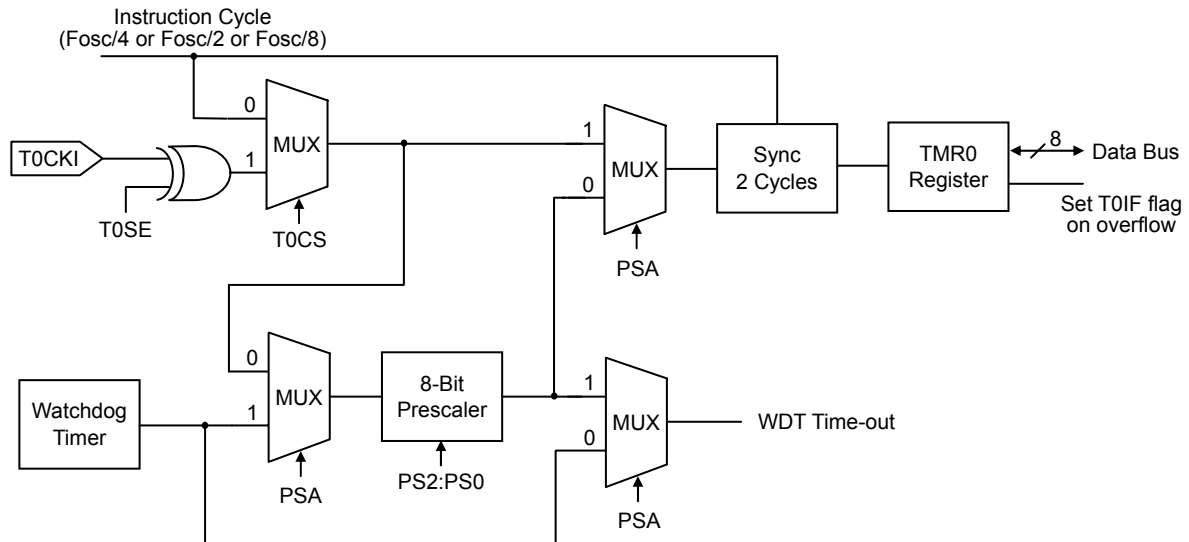 Instruction Cycle
(Fosc/4 or Fosc/2 or Fosc/8)
0
MUX
1
T0CKI
T0SE
T0CS
1
MUX
0
PSA
Sync
2 Cycles
TMR0
Register
8
Data Bus
Set T0IF flag
on overflow
Watchdog
Timer
0
MUX
1
PSA
8-Bit
Prescaler
PS2:PS0
1
MUX
0
PSA
WDT Time-out